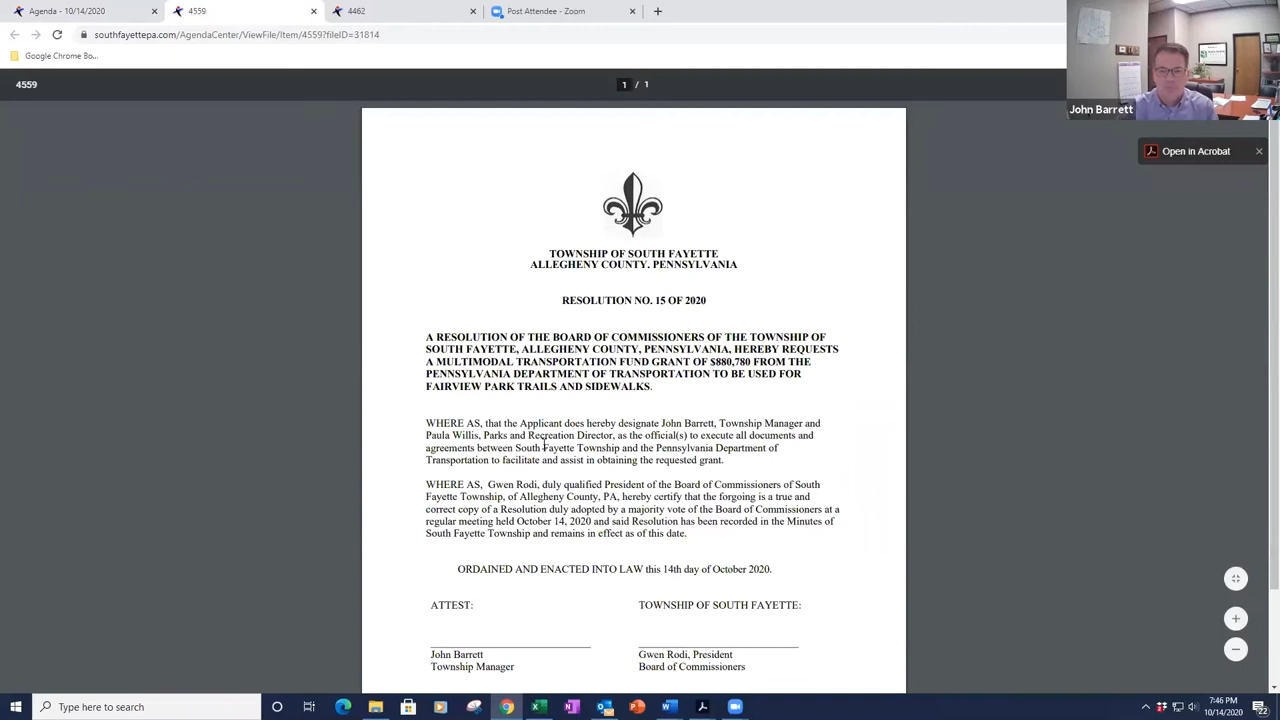 Agenda - 10/14/2020
4559
4462
Post Attendee - Zoom
southfayettepa.org/AgendaCenter/ViewFile/Item/4559?fileID=31814
Google Chrome Bo...
4559
1 / 1
John Barrett
Open in Acrobat
TOWNSHIP OF SOUTH FAYETTE
ALLEGHENY COUNTY. PENNSYLVANIA
RESOLUTION NO. 15 OF 2020
A RESOLUTION OF THE BOARD OF COMMISSIONERS OF THE TOWNSHIP OF
SOUTH FAYETTE, ALLEGHENY COUNTY, PENNSYLVANIA, HEREBY REQUESTS
A MULTIMODAL TRANSPORTATION FUND GRANT OF $880,780 FROM THE
PENNSYLVANIA DEPARTMENT OF TRANSPORTATION TO BE USED FOR
FAIRVIEW PARK TRAILS AND SIDEWALKS.
WHERE AS, that the Applicant does hereby designate John Barrett, Township Manager and
Paula Willis, Parks and Recreation Director, as the official(s) to execute all documents and
agreements between South Fayette Township and the Pennsylvania Department of
Transportation to facilitate and assist in obtaining the requested grant.
WHERE AS, Gwen Rodi, duly qualified President of the Board of Commissioners of South
Fayette Township, of Allegheny County, PA, hereby certify that the forgoing is a true and
correct copy of a Resolution duly adopted by a majority vote of the Board of Commissioners at a
regular meeting held October 14, 2020 and said Resolution has been recorded in the Minutes of
South Fayette Township and remains in effect as of this date.
ORDAINED AND ENACTED INTO LAW this 14th day of October 2020.
ATTEST:
TOWNSHIP OF SOUTH FAYETTE:
John Barrett
Township Manager
Gwen Rodi, President
Board of Commissioners
Type here to search
7:46 PM
10/14/2020
22